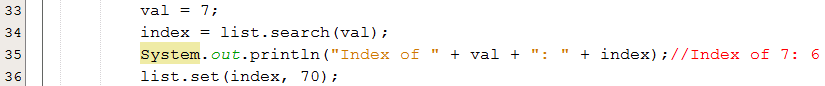 33 val = 7;
34 index = list.search(val);
35 System.out.println("Index of " + val + ": " + index);//Index of 7: 6
36 list.set(index, 70);